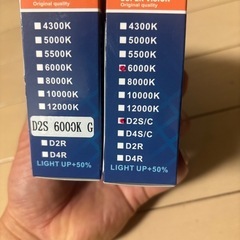 Original quality
4300K
5000K
5500K
6000K
8000K
10000K
12000K
D2S 6000K G
D2R
D4R
LIGHT UP+50%
Original quality
4300K
5000K
5500K
6000K
8000K
10000K
12000K
D2S/C
D4S/C
D2R
D4R
LIGHT UP+50%